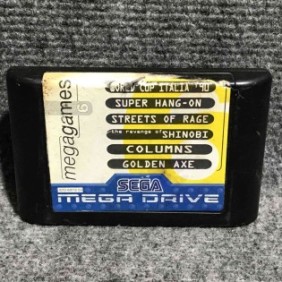 megagames 6
WORLD CUP ITALIA '90
SUPER HANG-ON
STREETS OF RAGE
the revenge of SHINOBI
COLUMNS
GOLDEN AXE
SEGA
MEGA DRIVE